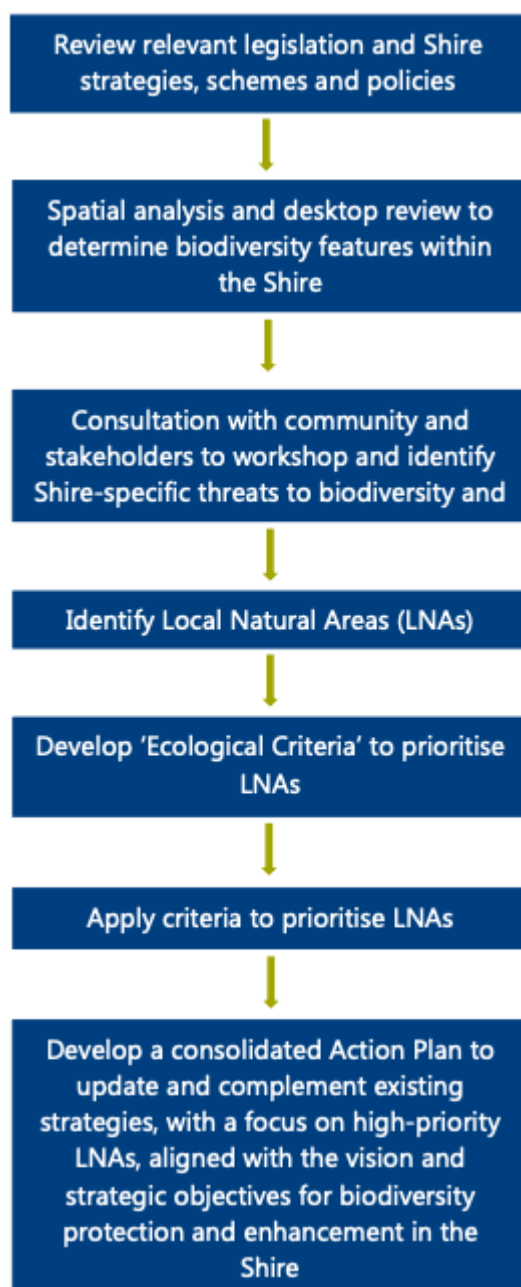 Review relevant legislation and Shire
strategies, schemes and policies
Spatial analysis and desktop review to
determine biodiversity features within
the Shire
Consultation with community and
stakeholders to workshop and identify
Shire-specific threats to biodiversity and
Identify Local Natural Areas (LNAs)
Develop ‘Ecological Criteria’ to prioritise
LNAs
Apply criteria to prioritise LNAs
Develop a consolidated Action Plan to
update and complement existing
strategies, with a focus on high-priority
LNAs, aligned with the vision and
strategic objectives for biodiversity
protection and enhancement in the
Shire